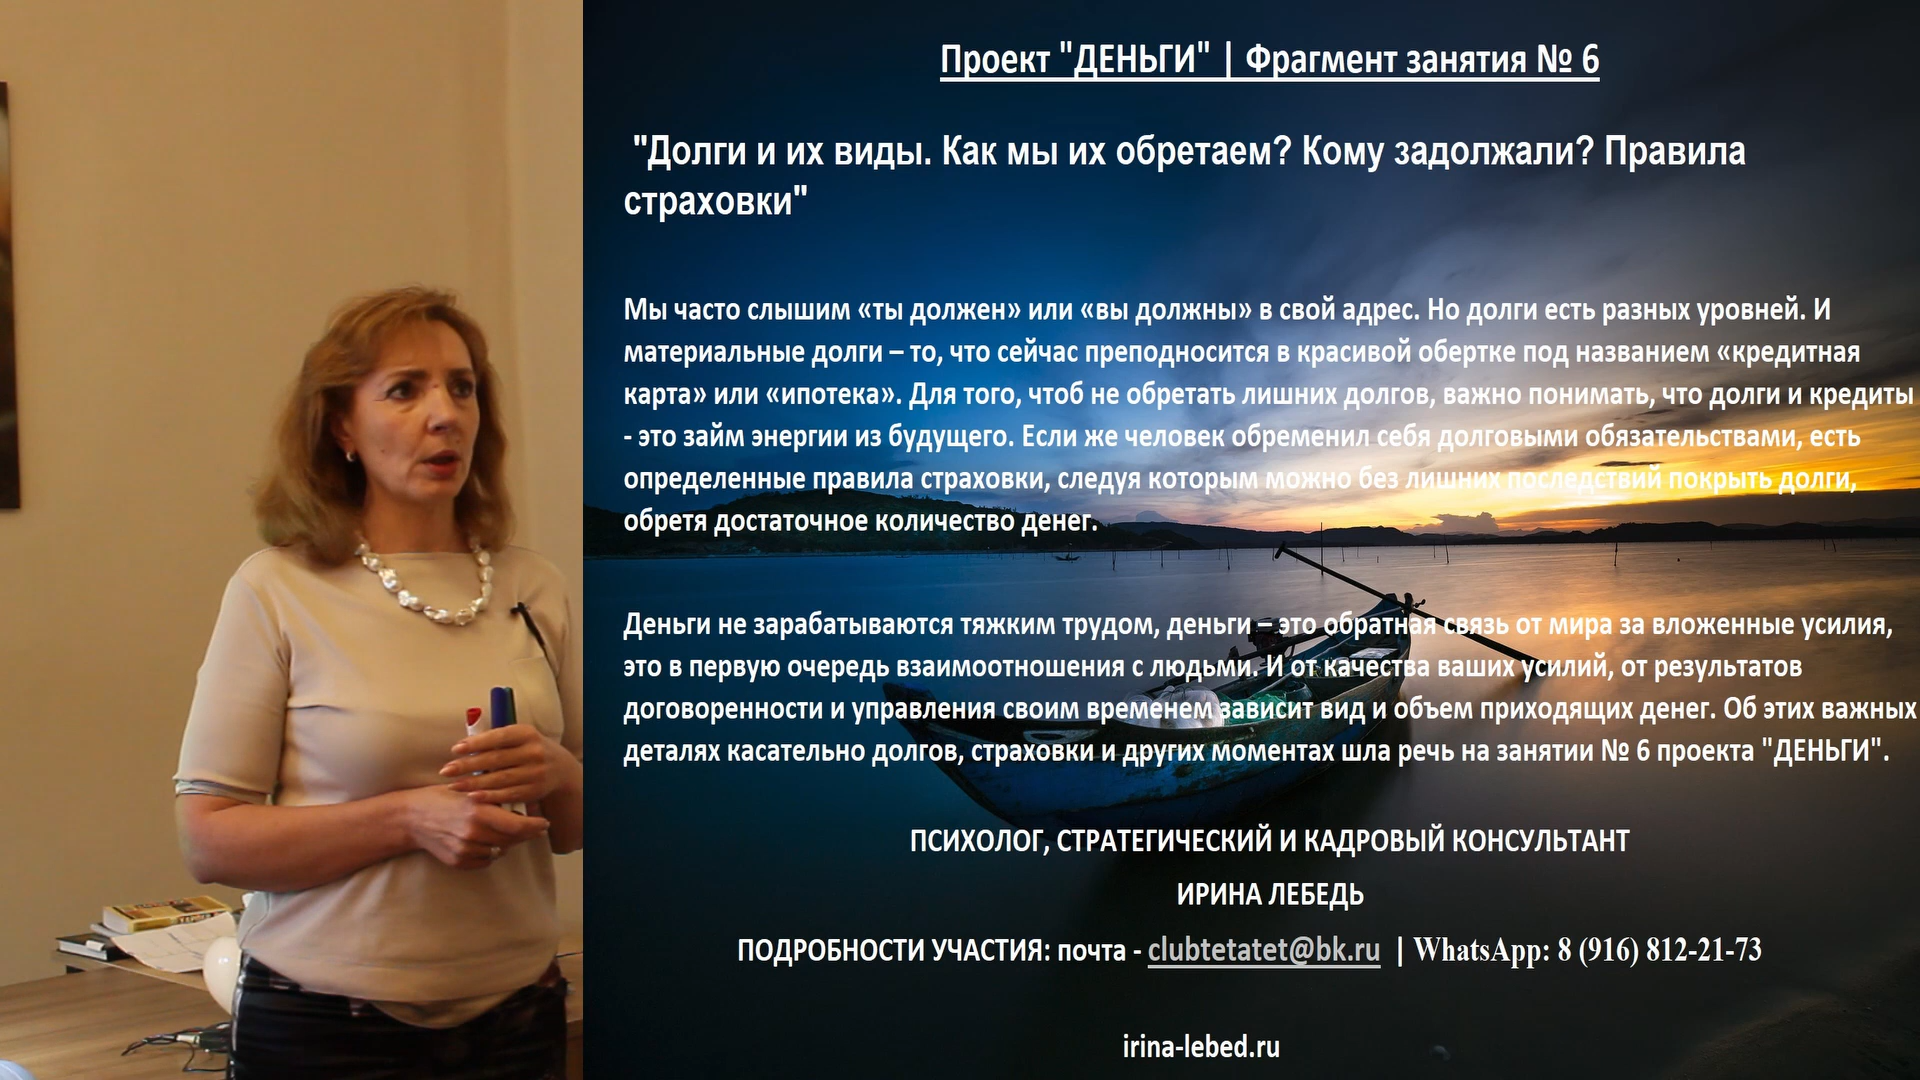 Проект "ДЕНЬГИ" | Фрагмент занятия № 6
"Долги и их виды. Как мы их обретаем? Кому задолжали? Правила
страховки"
Мы часто слышим «ты должен» или «вы должны» в свой адрес. Но долги есть разных уровней. И
материальные долги – то, что сейчас преподносится в красивой обертке под названием «кредитная
карта» или «ипотека». Для того, чтоб не обретать лишних долгов, важно понимать, что долги и кредиты
- это займ энергии из будущего. Если же человек обременил себя долговыми обязательствами, есть
определенные правила страховки, следуя которым можно без лишних последствий покрыть долги,
обретя достаточное количество денег.
Деньги не зарабатываются тяжким трудом, деньги – это обратная связь от мира за вложенные усилия,
это в первую очередь взаимоотношения с людьми. И от качества ваших усилий, от результатов
договоренности и управления своим временем зависит вид и объем приходящих денег. Об этих важных
деталях касательно долгов, страховки и других моментах шла речь на занятии № 6 проекта "ДЕНЬГИ".
ПСИХОЛОГ, СТРАТЕГИЧЕСКИЙ И КАДРОВЫЙ КОНСУЛЬТАНТ
ИРИНА ЛЕБЕДЬ
ПОДРОБНОСТИ УЧАСТИЯ: почта - clubtetatet@bk.ru | WhatsApp: 8 (916) 812-21-73
irina-lebed.ru